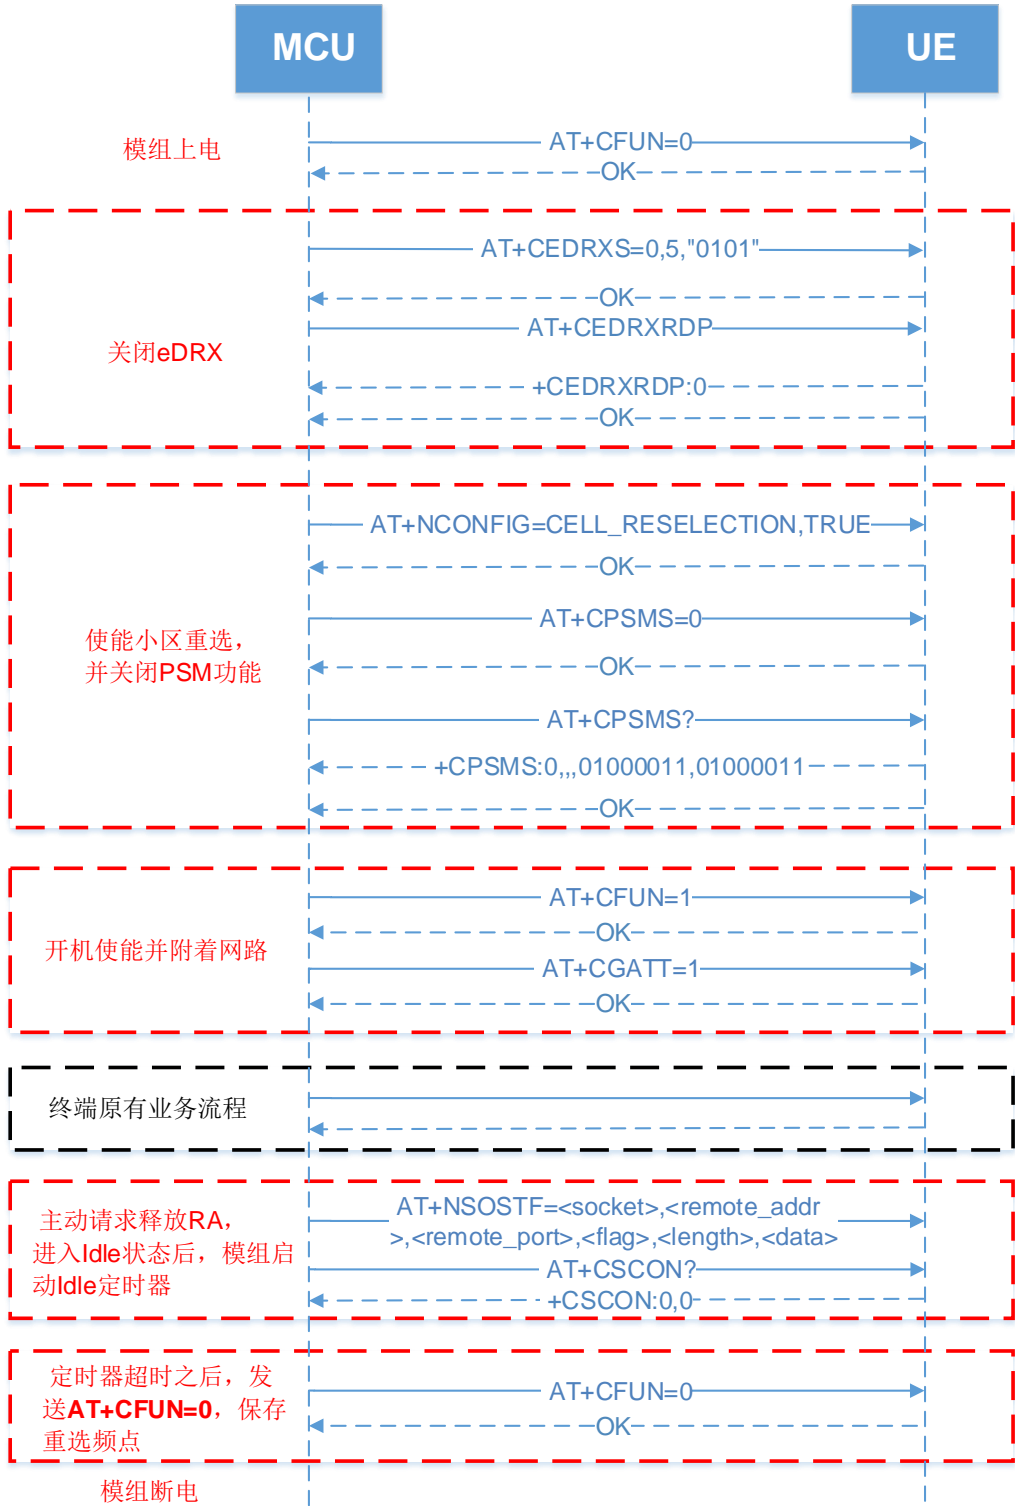 MCU
UE
模组上电
AT+CFUN=0
OK
关闭eDRX
AT+CEDRXS=0,5,"0101"
OK
AT+CEDRXRDP
+CEDRXRDP:0
OK
使能小区重选，
并关闭PSM功能
AT+NCONFIG=CELL_RESELECTION,TRUE
OK
AT+CPSMS=0
OK
AT+CPSMS?
+CPSMS:0,,,01000011,01000011
OK
开机使能并附着网路
AT+CFUN=1
OK
AT+CGATT=1
OK
终端原有业务流程
主动请求释放RA，
进入Idle状态后，模组启
动Idle定时器
AT+NSOSTF=<socket>,<remote_addr
>,<remote_port>,<flag>,<length>,<data>
AT+CSCON?
+CSCON:0,0
定时器超时之后，发
送AT+CFUN=0，保存
重选频点
AT+CFUN=0
OK
模组断电